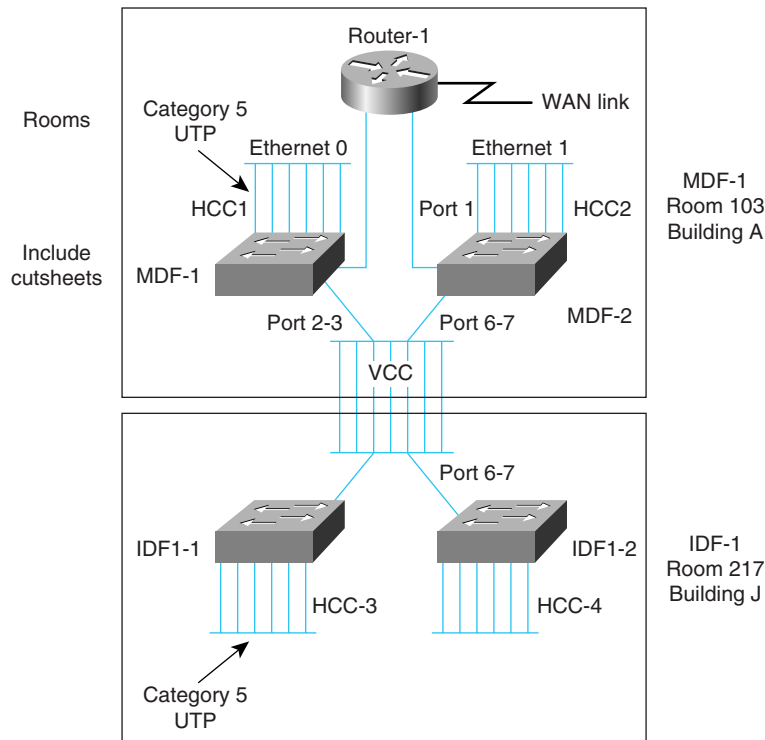 Router-1
WAN link
Rooms
Category 5
UTP
Ethernet 0
Ethernet 1
HCC1
Port 1
HCC2
MDF-1
Room 103
Building A
Include
cutsheets
MDF-1
MDF-2
Port 2-3
Port 6-7
VCC
Port 6-7
IDF1-1
IDF1-2
IDF-1
Room 217
Building J
HCC-3
HCC-4
Category 5
UTP